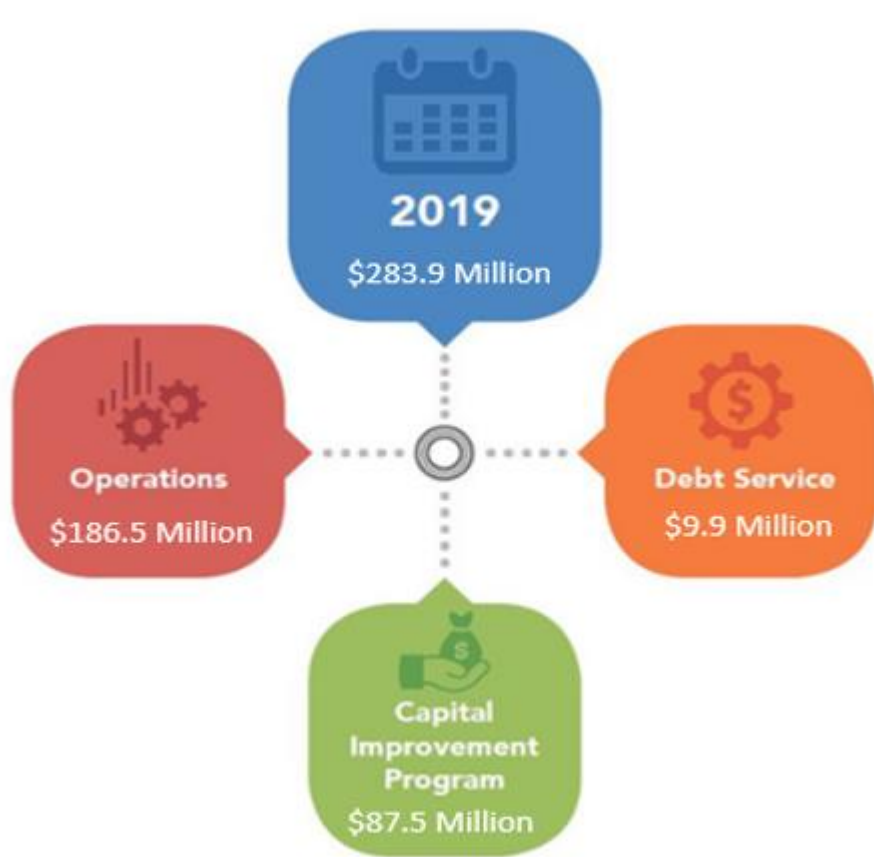 2019
$283.9 Million
Operations
$186.5 Million
$
Debt Service
$9.9 Million
$
Capital
Improvement
Program
$87.5 Million